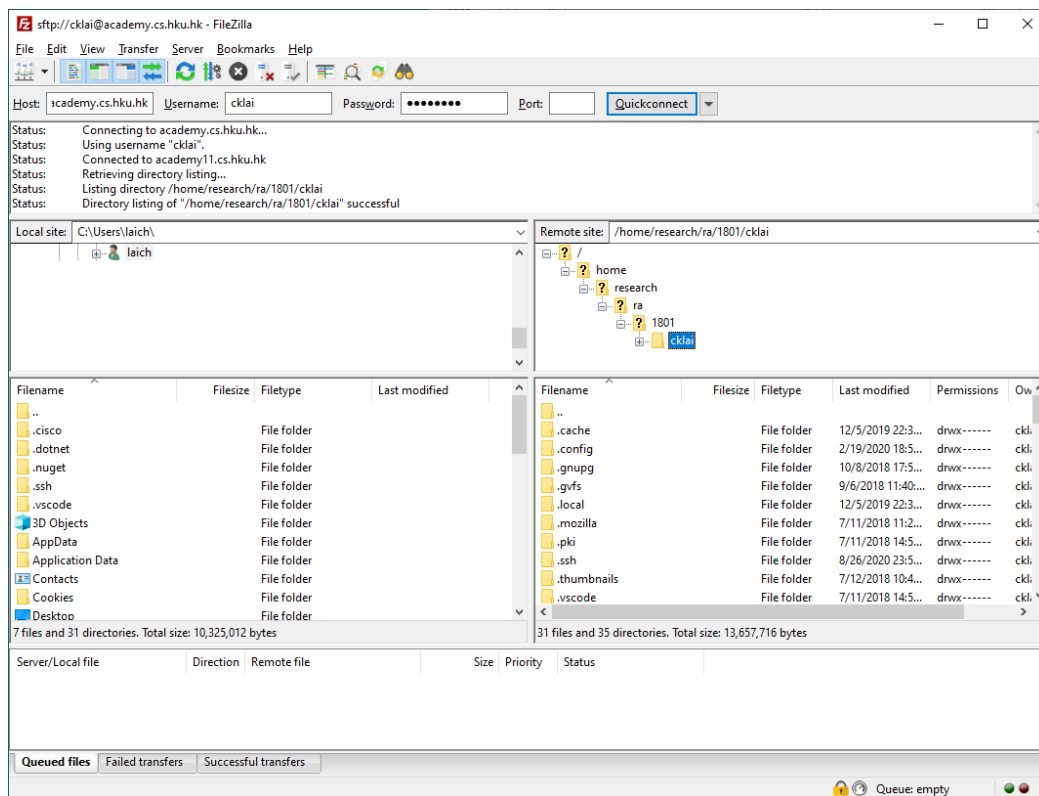 sftp://cklai@academy.cs.hku.hk - FileZilla
File Edit View Transfer Server Bookmarks Help
Host: academy.cs.hku.hk Username: cklai Password: ●●●●●●●● Port: Quickconnect
Status: Connecting to academy.cs.hku.hk...
Status: Using username "cklai".
Status: Connected to academy11.cs.hku.hk
Status: Retrieving directory listing...
Status: Listing directory /home/research/ra/1801/cklai
Status: Directory listing of "/home/research/ra/1801/cklai" successful
Local site: C:\Users\laich\
laich
Remote site: /home/research/ra/1801/cklai
/
home
research
ra
1801
cklai
Filename Filesize Filetype Last modified
..
.cisco File folder
.dotnet File folder
.nuget File folder
.ssh File folder
.vscode File folder
3D Objects File folder
AppData File folder
Application Data File folder
Contacts File folder
Cookies File folder
Desktop File folder
7 files and 31 directories. Total size: 10,325,012 bytes
Filename Filesize Filetype Last modified Permissions Ow
..
.cache File folder 12/5/2019 22:3... drwx------ ckl
.config File folder 2/19/2020 18:5... drwx------ ckl
.gnupg File folder 10/8/2018 17:5... drwx------ ckl
.gvfs File folder 9/6/2018 11:40:... drwx------ ckl
.local File folder 12/5/2019 22:3... drwx------ ckl
.mozilla File folder 7/11/2018 11:2... drwx------ ckl
.pki File folder 7/11/2018 14:5... drwx------ ckl
.ssh File folder 8/26/2020 23:5... drwx------ ckl
.thumbnails File folder 7/12/2018 10:4... drwx------ ckl
.vscode File folder 7/11/2018 14:5... drwx------ ckl
31 files and 35 directories. Total size: 13,657,716 bytes
Server/Local file Direction Remote file Size Priority Status
Queued files Failed transfers Successful transfers
Queue: empty